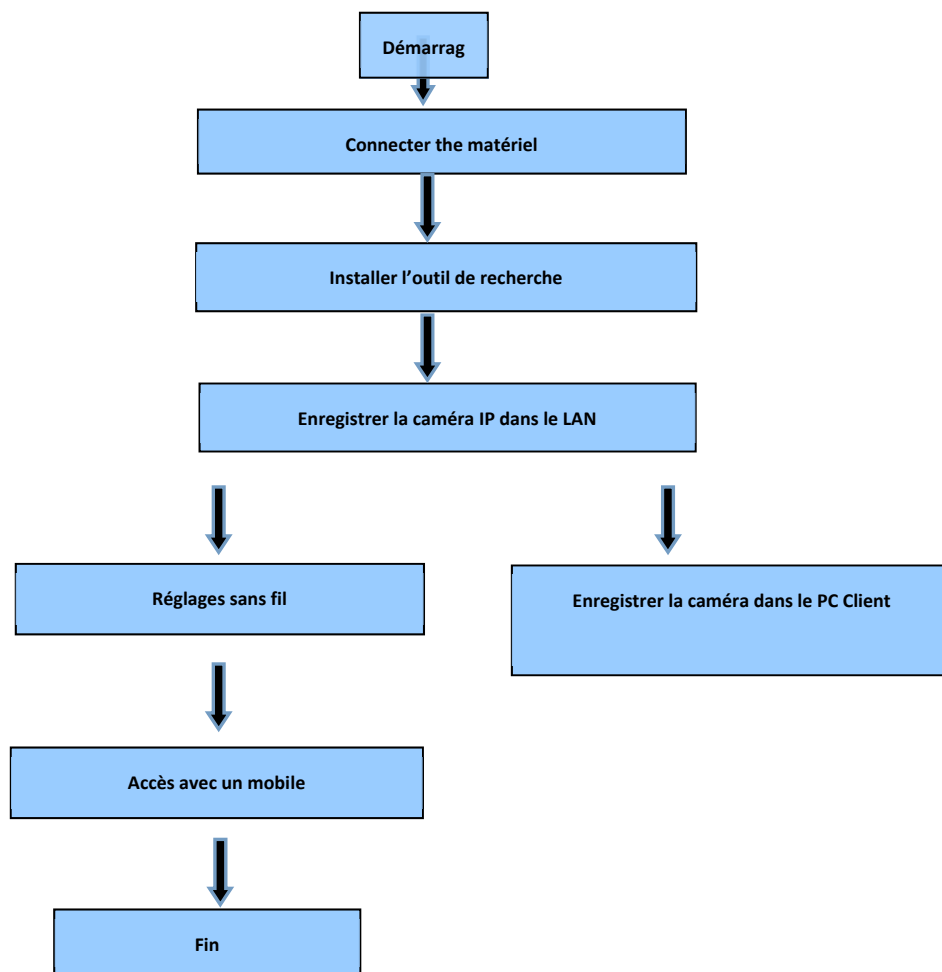 Démarrag
Connecter the matériel
Installer l’outil de recherche
Enregistrer la caméra IP dans le LAN
Réglages sans fil
Enregistrer la caméra dans le PC Client
Accès avec un mobile
Fin